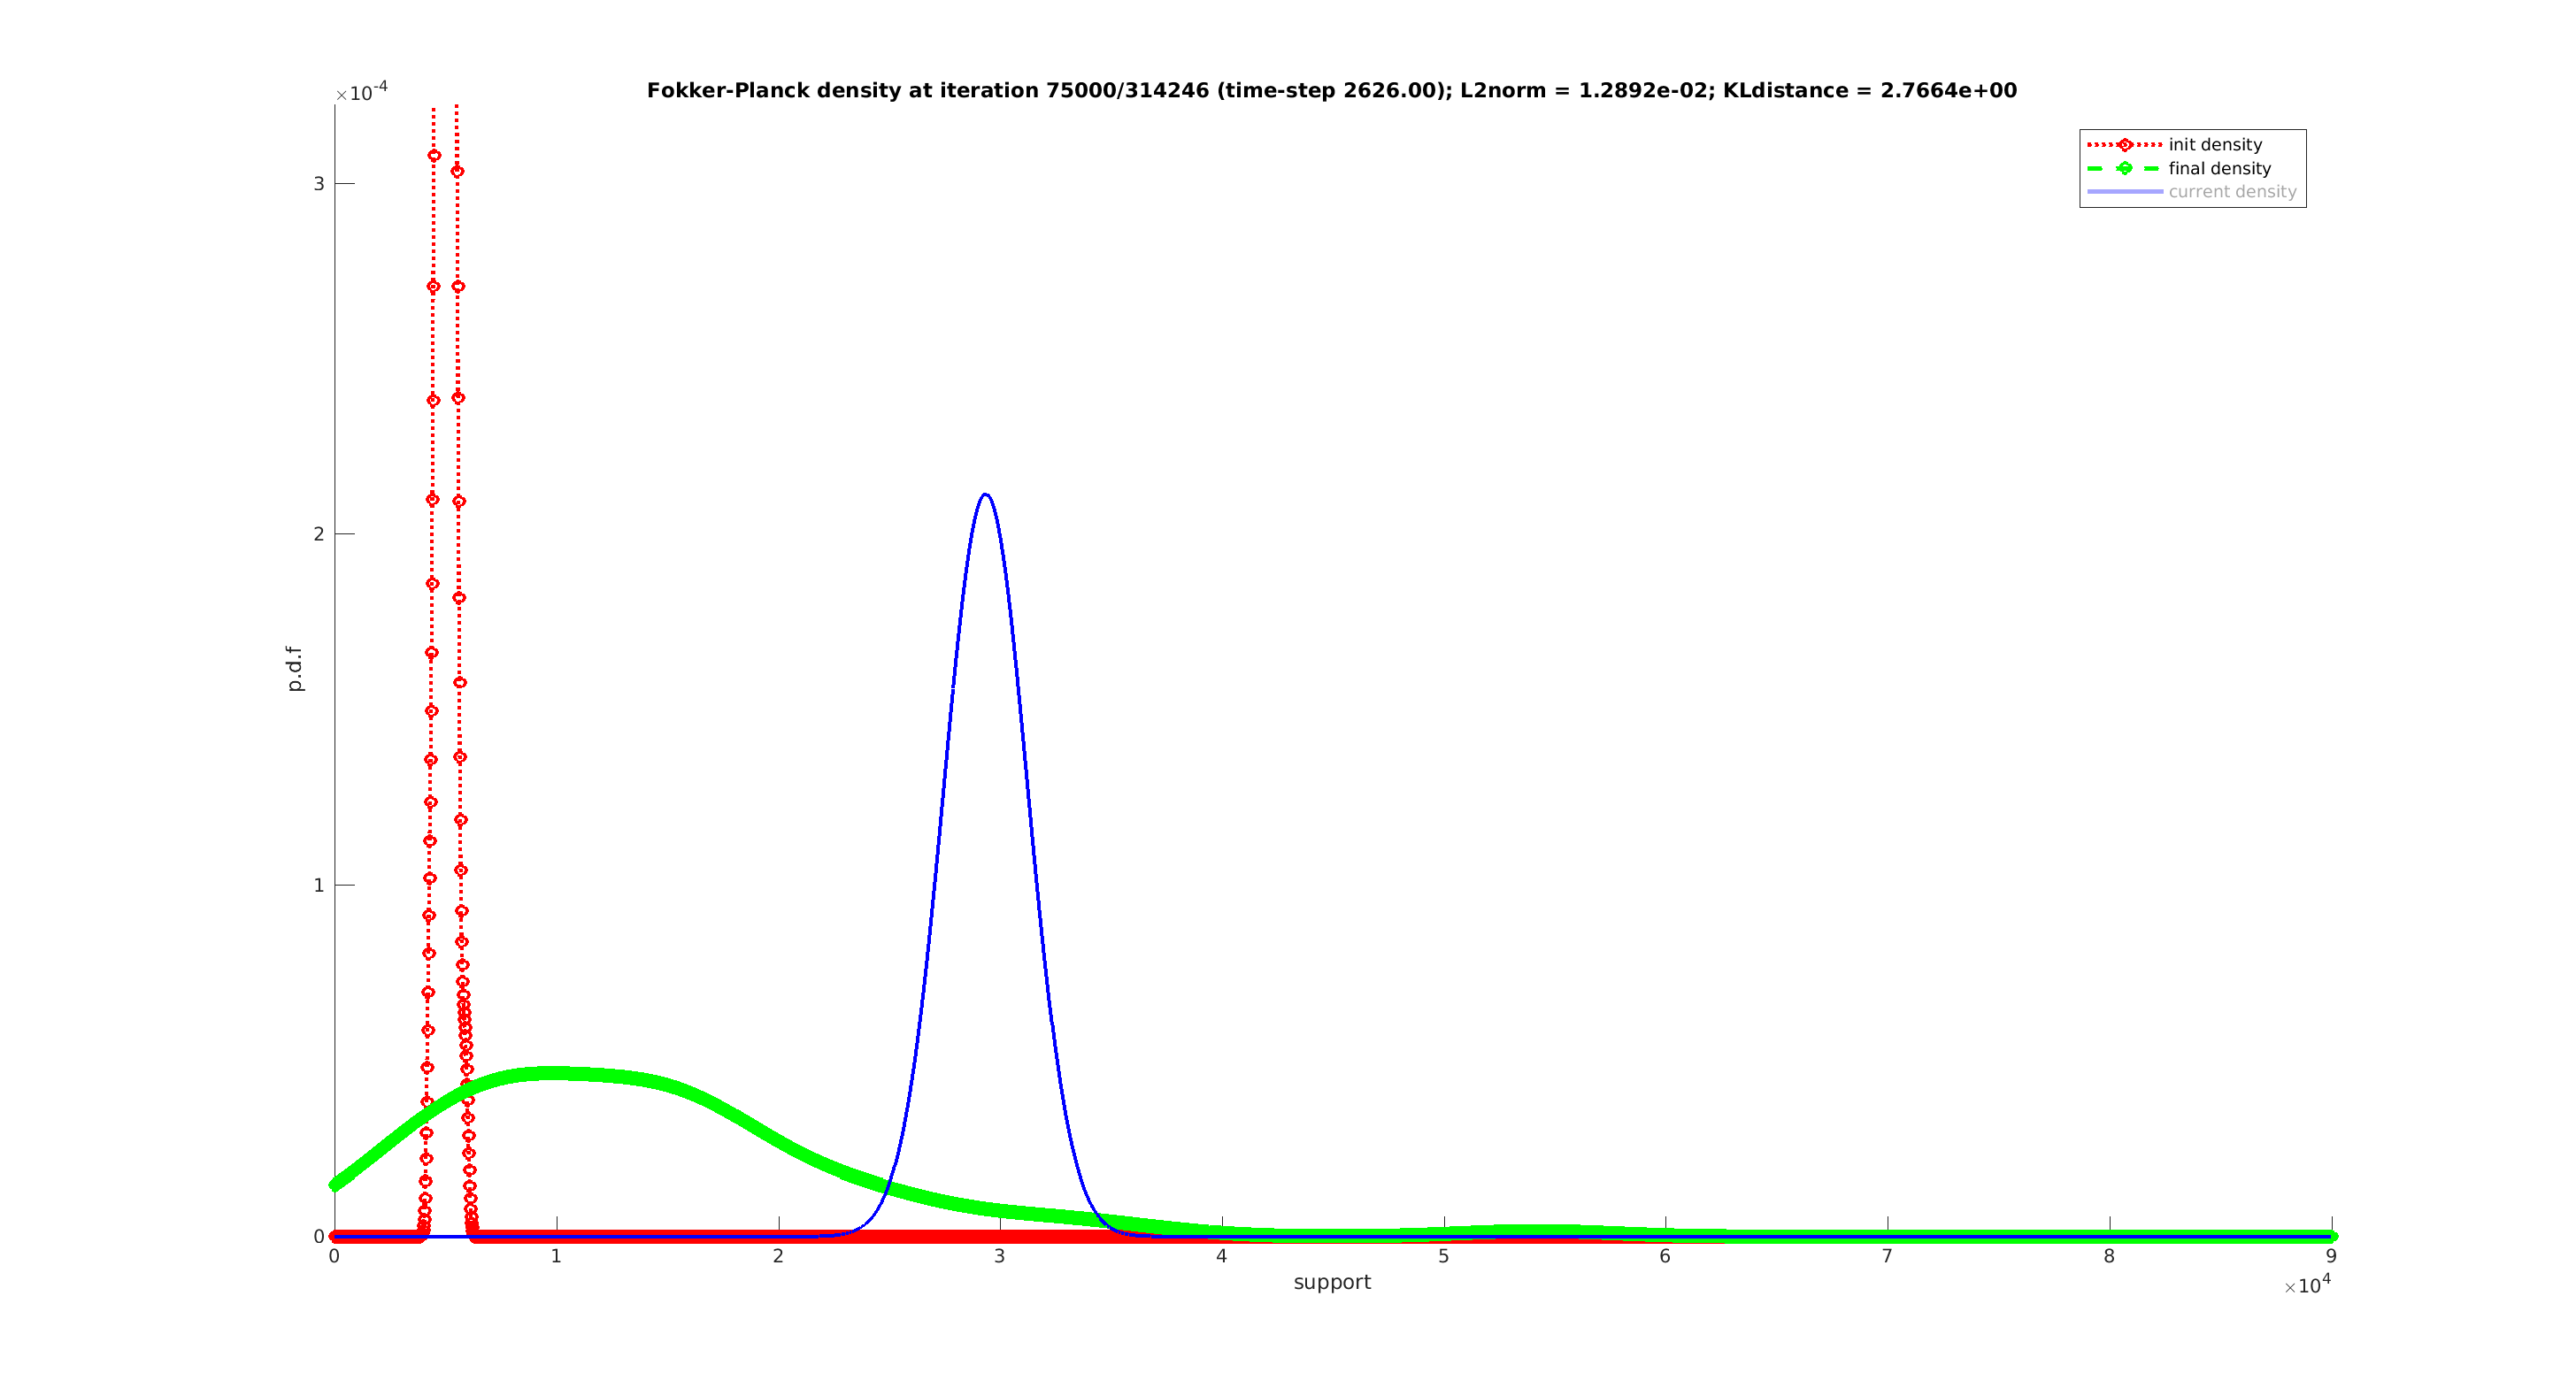 Fokker-Planck density at iteration 75000/314246 (time-step 2626.00); L2norm = 1.2892e-02; KLdistance = 2.7664e+00
×10-4
init density
final density
current density
3
2
1
0
p.d.f
0 1 2 3 4 5 6 7 8 9
support
×104